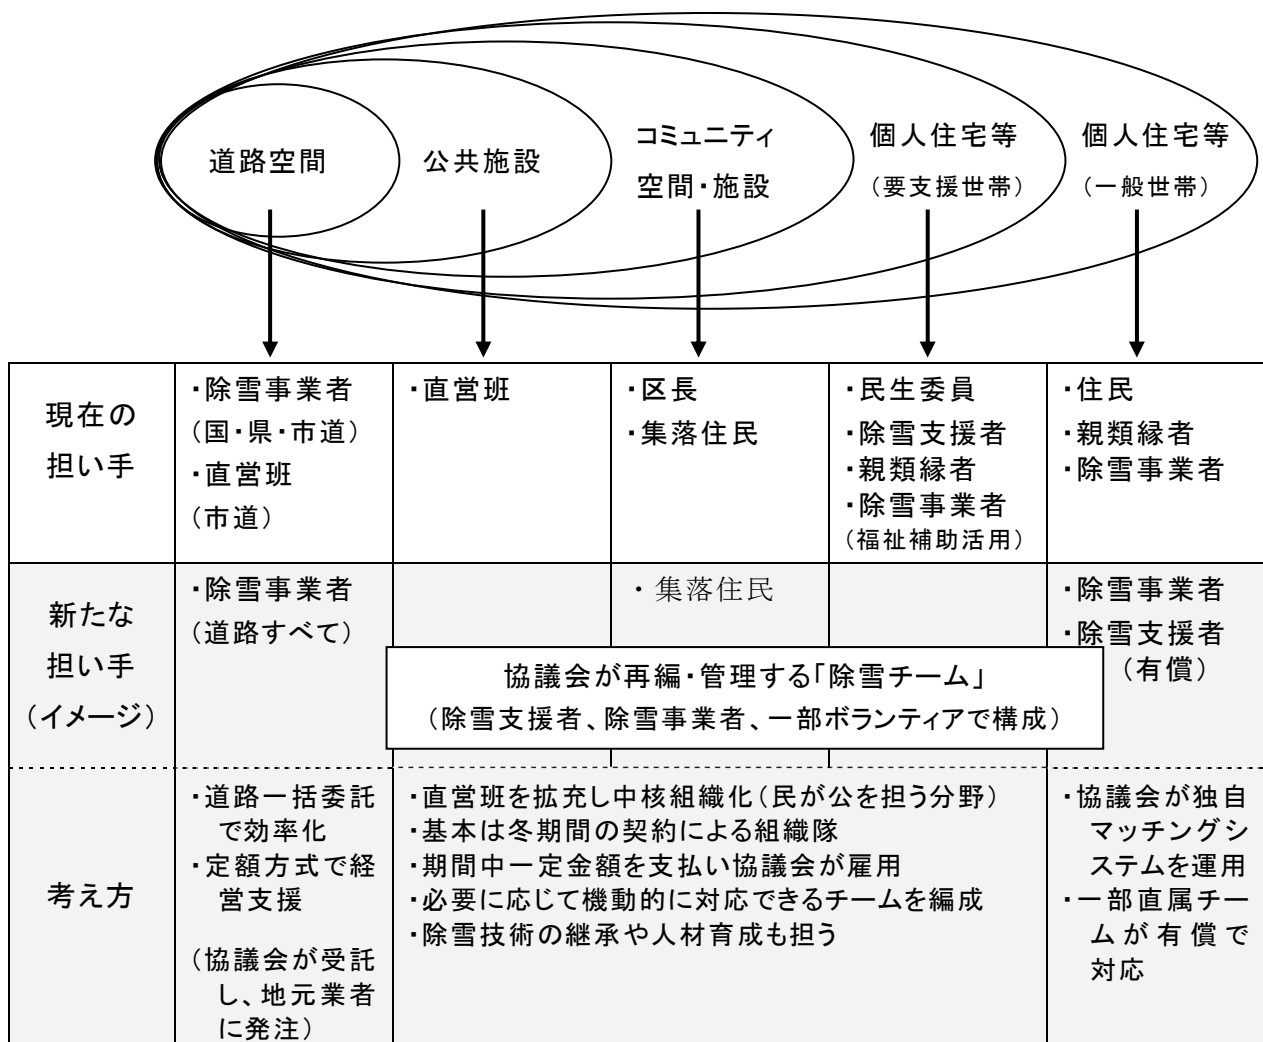 道路空間
公共施設
コミュニティ
空間・施設
個人住宅等
（要支援世帯）
個人住宅等
（一般世帯）
現在の
担い手
・除雪事業者
（国・県・市道）
・直営班
（市道）
・直営班
・区長
・集落住民
・民生委員
・除雪支援者
・親類縁者
・除雪事業者
（福祉補助活用）
・住民
・親類縁者
・除雪事業者
新たな
担い手
（イメージ）
・除雪事業者
（道路すべて）
・集落住民
・除雪事業者
・除雪支援者
（有償）
協議会が再編・管理する「除雪チーム」
（除雪支援者、除雪事業者、一部ボランティアで構成）
考え方
・道路一括委託
で効率化
・定額方式で経
営支援
（協議会が受託
し、地元業者
に発注）
・直営班を拡充し中核組織化（民が公を担う分野）
・基本は冬期間の契約による組織隊
・期間中一定金額を支払い協議会が雇用
・必要に応じて機動的に対応できるチームを編成
・除雪技術の継承や人材育成も担う
・協議会が独自
マッチングシ
ステムを運用
・一部直属チー
ムが有償で
対応